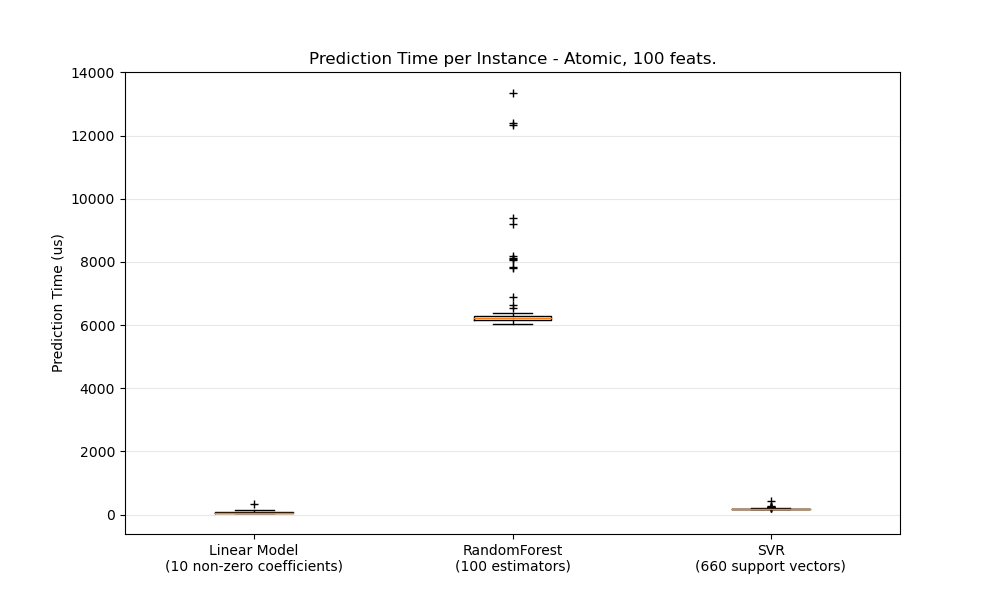 Prediction Time per Instance - Atomic, 100 feats.
14000
12000
10000
8000
6000
4000
2000
0
Prediction Time (us)
Linear Model
(10 non-zero coefficients)
RandomForest
(100 estimators)
SVR
(660 support vectors)